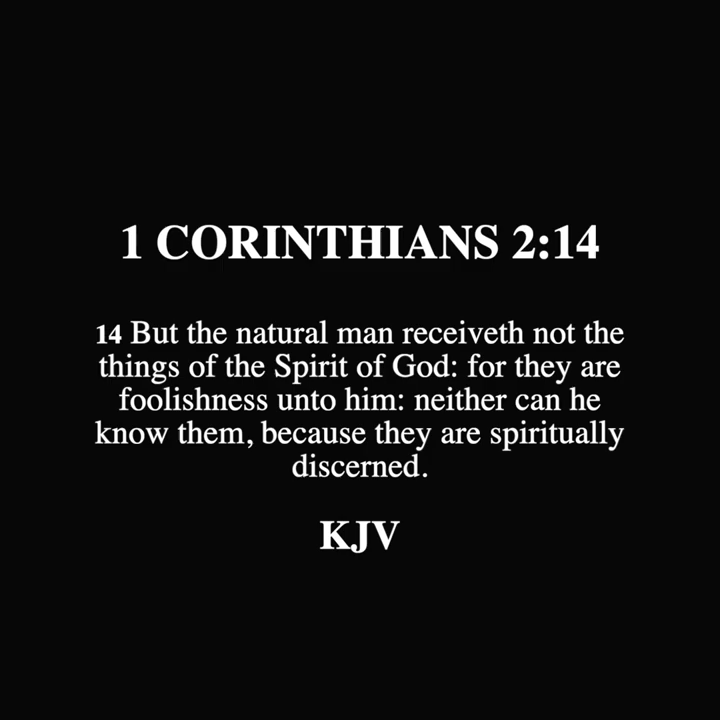 1 CORINTHIANS 2:14
14 But the natural man receiveth not the
things of the Spirit of God: for they are
foolishness unto him: neither can he
know them, because they are spiritually
discerned.
KJV